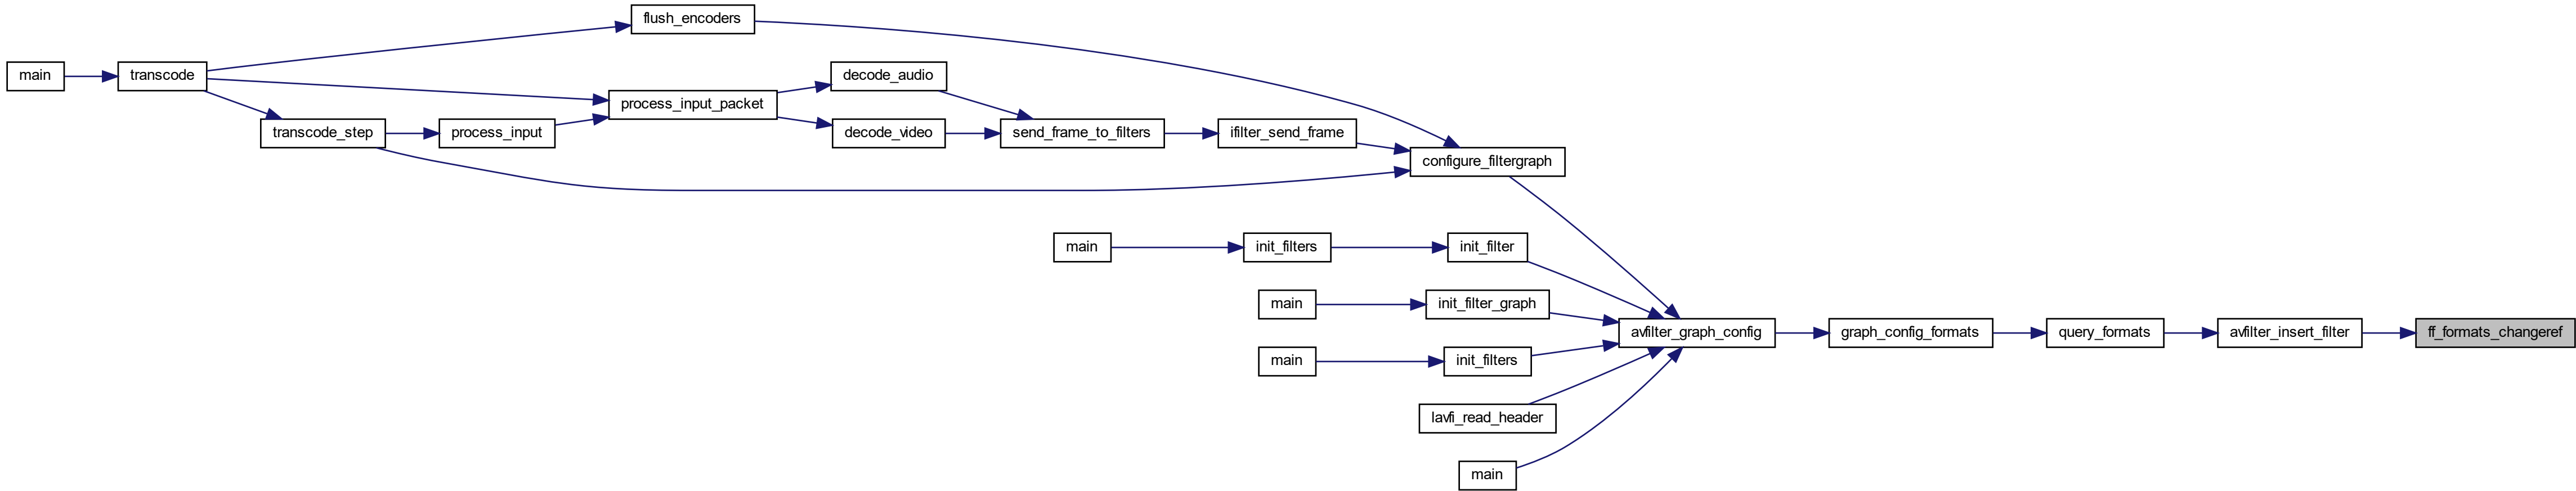 flush_encoders
main
transcode
decode_audio
process_input_packet
transcode_step
process_input
decode_video
send_frame_to_filters
ifilter_send_frame
configure_filtergraph
main
init_filters
init_filter
main
init_filter_graph
avfilter_graph_config
graph_config_formats
query_formats
avfilter_insert_filter
ff_formats_changeref
main
init_filters
lavfi_read_header
main